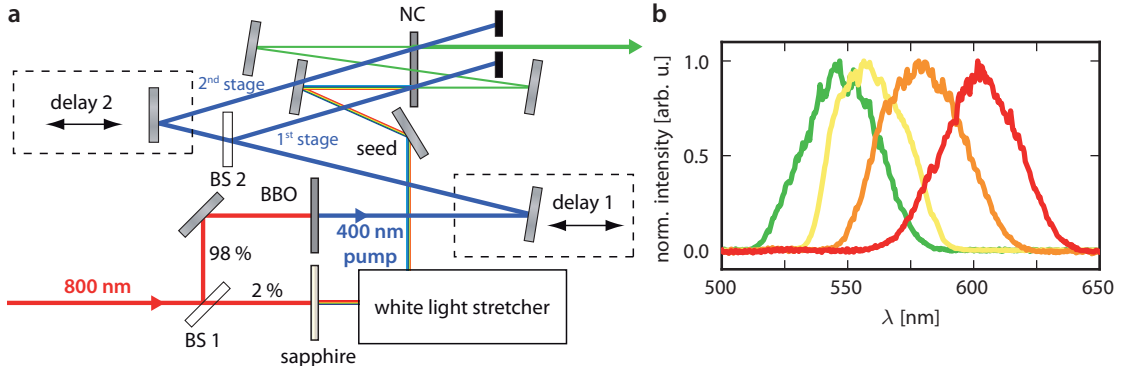 a
NC
2nd stage
delay 2
1st stage
seed
BS 2
BBO
delay 1
400 nm
pump
98 %
800 nm
2 %
white light stretcher
BS 1
sapphire
b
norm. intensity [arb. u.]
1.0
0.5
0.0
500
550
600
650
λ [nm]